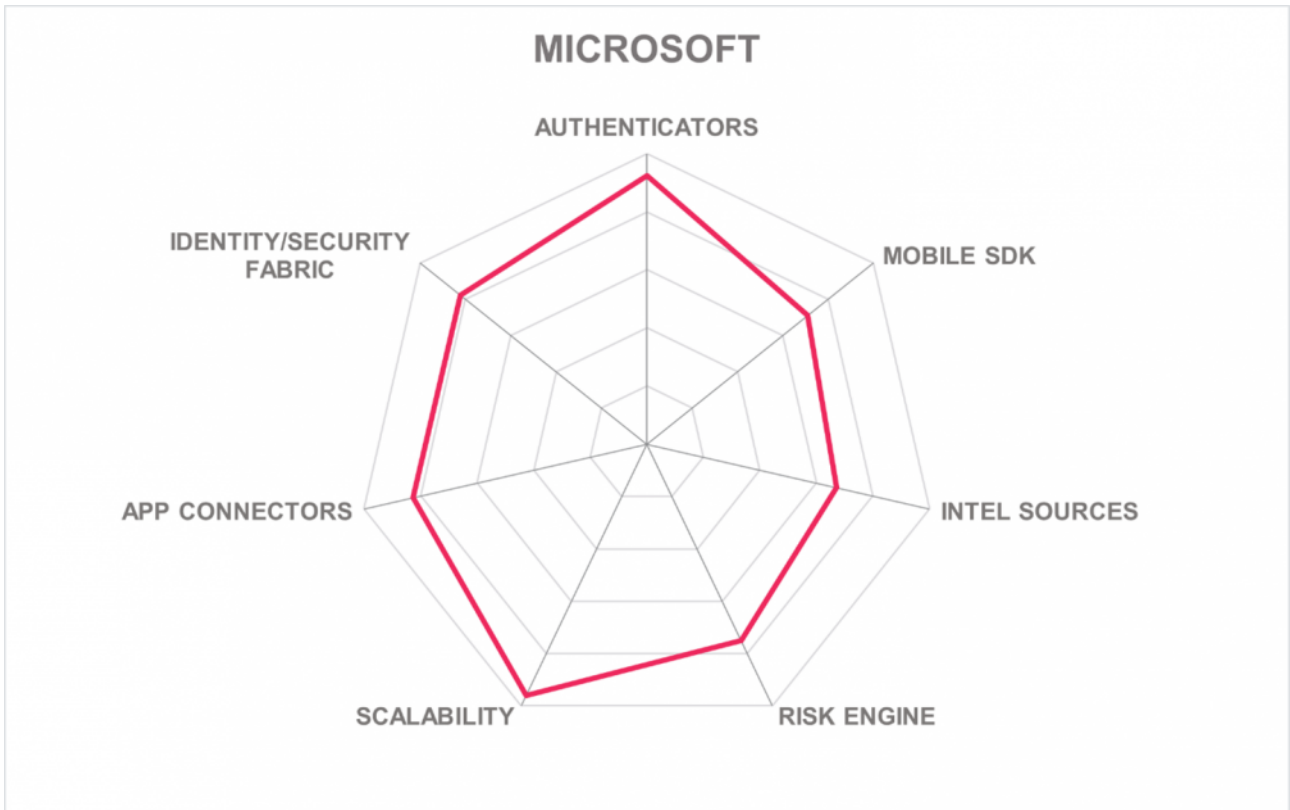 MICROSOFT
AUTHENTICATORS
MOBILE SDK
INTEL SOURCES
RISK ENGINE
SCALABILITY
APP CONNECTORS
IDENTITY/SECURITY
FABRIC